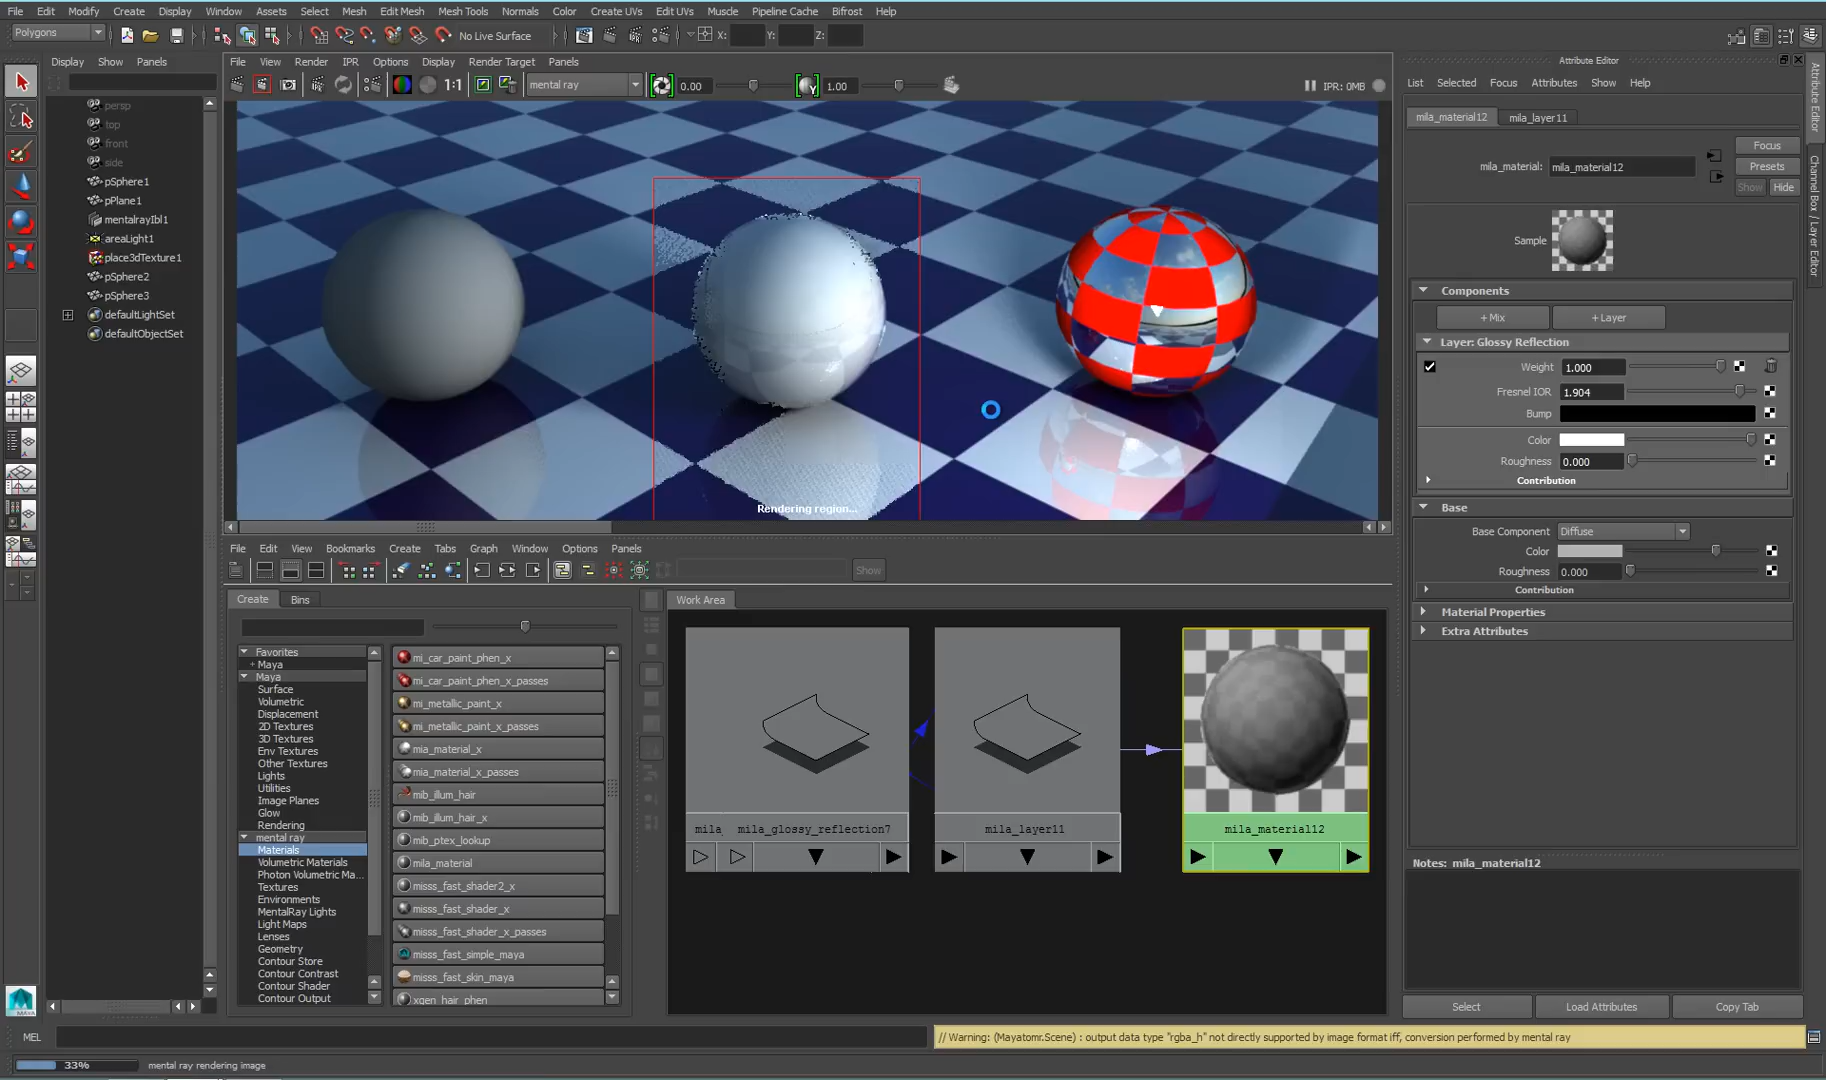 File Edit Modify Create Display Window Assets Select Mesh Edit Mesh Mesh Tools Normals Color Create UVs Edit UVs Muscle Pipeline Cache Bifrost Help
Polygons No Live Surface X: Y: Z:
Display Show Panels
persp
top
front
side
pSphere1
pPlane1
mentalrayIbl1
areaLight1
place3dTexture1
pSphere2
pSphere3
defaultLightSet
defaultObjectSet
File View Render IPR Options Display Render Target Panels
1:1 mental ray 0.00 1.00 IPR: 0MB
Rendering region...
File Edit View Bookmarks Create Tabs Graph Window Options Panels
Show
Create Bins
Favorites
+ Maya
Maya
Surface
Volumetric
Displacement
2D Textures
3D Textures
Env Textures
Other Textures
Lights
Utilities
Image Planes
Glow
Rendering
mental ray
Materials
Volumetric Materials
Photon Volumetric Ma...
Textures
Environments
MentalRay Lights
Light Maps
Lenses
Geometry
Contour Store
Contour Contrast
Contour Shader
Contour Output
mi_car_paint_phen_x
mi_car_paint_phen_x_passes
mi_metallic_paint_x
mi_metallic_paint_x_passes
mia_material_x
mia_material_x_passes
mib_illum_hair
mib_illum_hair_x
mib_ptex_lookup
mila_material
misss_fast_shader2_x
misss_fast_shader_x
misss_fast_shader_x_passes
misss_fast_simple_maya
misss_fast_skin_maya
xgen_hair_phen
Work Area
mila_ mila_glossy_reflection7
mila_layer11
mila_material12
Attribute Editor
List Selected Focus Attributes Show Help
mila_material12 mila_layer11
Focus
mila_material: mila_material12
Presets
Show Hide
Sample
Components
+ Mix + Layer
Layer: Glossy Reflection
Weight 1.000
Fresnel IOR 1.904
Bump
Color
Roughness 0.000
Contribution
Base
Base Component Diffuse
Color
Roughness 0.000
Contribution
Material Properties
Extra Attributes
Notes: mila_material12
Select Load Attributes Copy Tab
Attribute Editor
Channel Box / Layer Editor
MAYA
MEL
// Warning: (Mayatomr.Scene) : output data type "rgba_h" not directly supported by image format iff, conversion performed by mental ray
33% mental ray rendering image